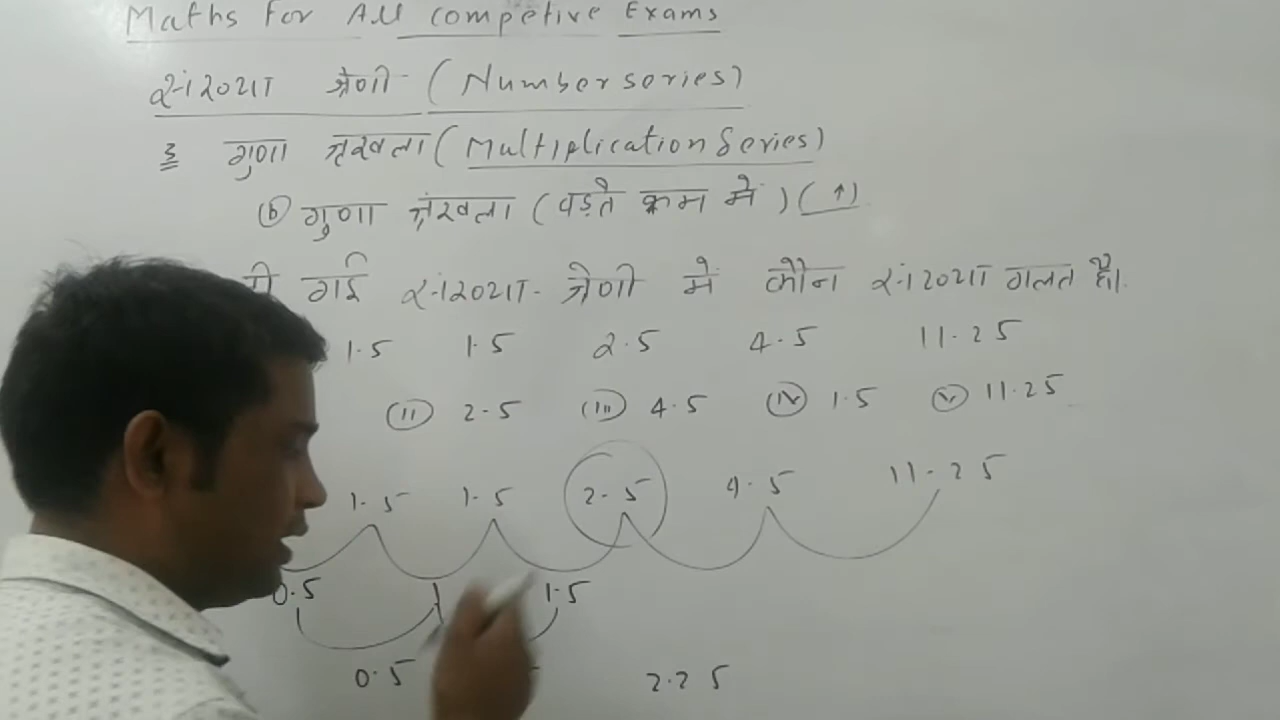 Maths For All Competive Exams
संख्या श्रेणी - (Number series)
3 गुणा श्रृंखला (Multiplication Series)
(b) गुणा श्रृंखला (बड़ते क्रम में) (↑)
गई संख्या - श्रेणी में कौन संख्या गलत है।
1.5 1.5 2.5 4.5 11.25
(ii) 2.5 (iii) 4.5 (iv) 1.5 (v) 11.25
1.5 1.5 2.5 4.5 11.25
0.5 1 1.5
0.5 2.25